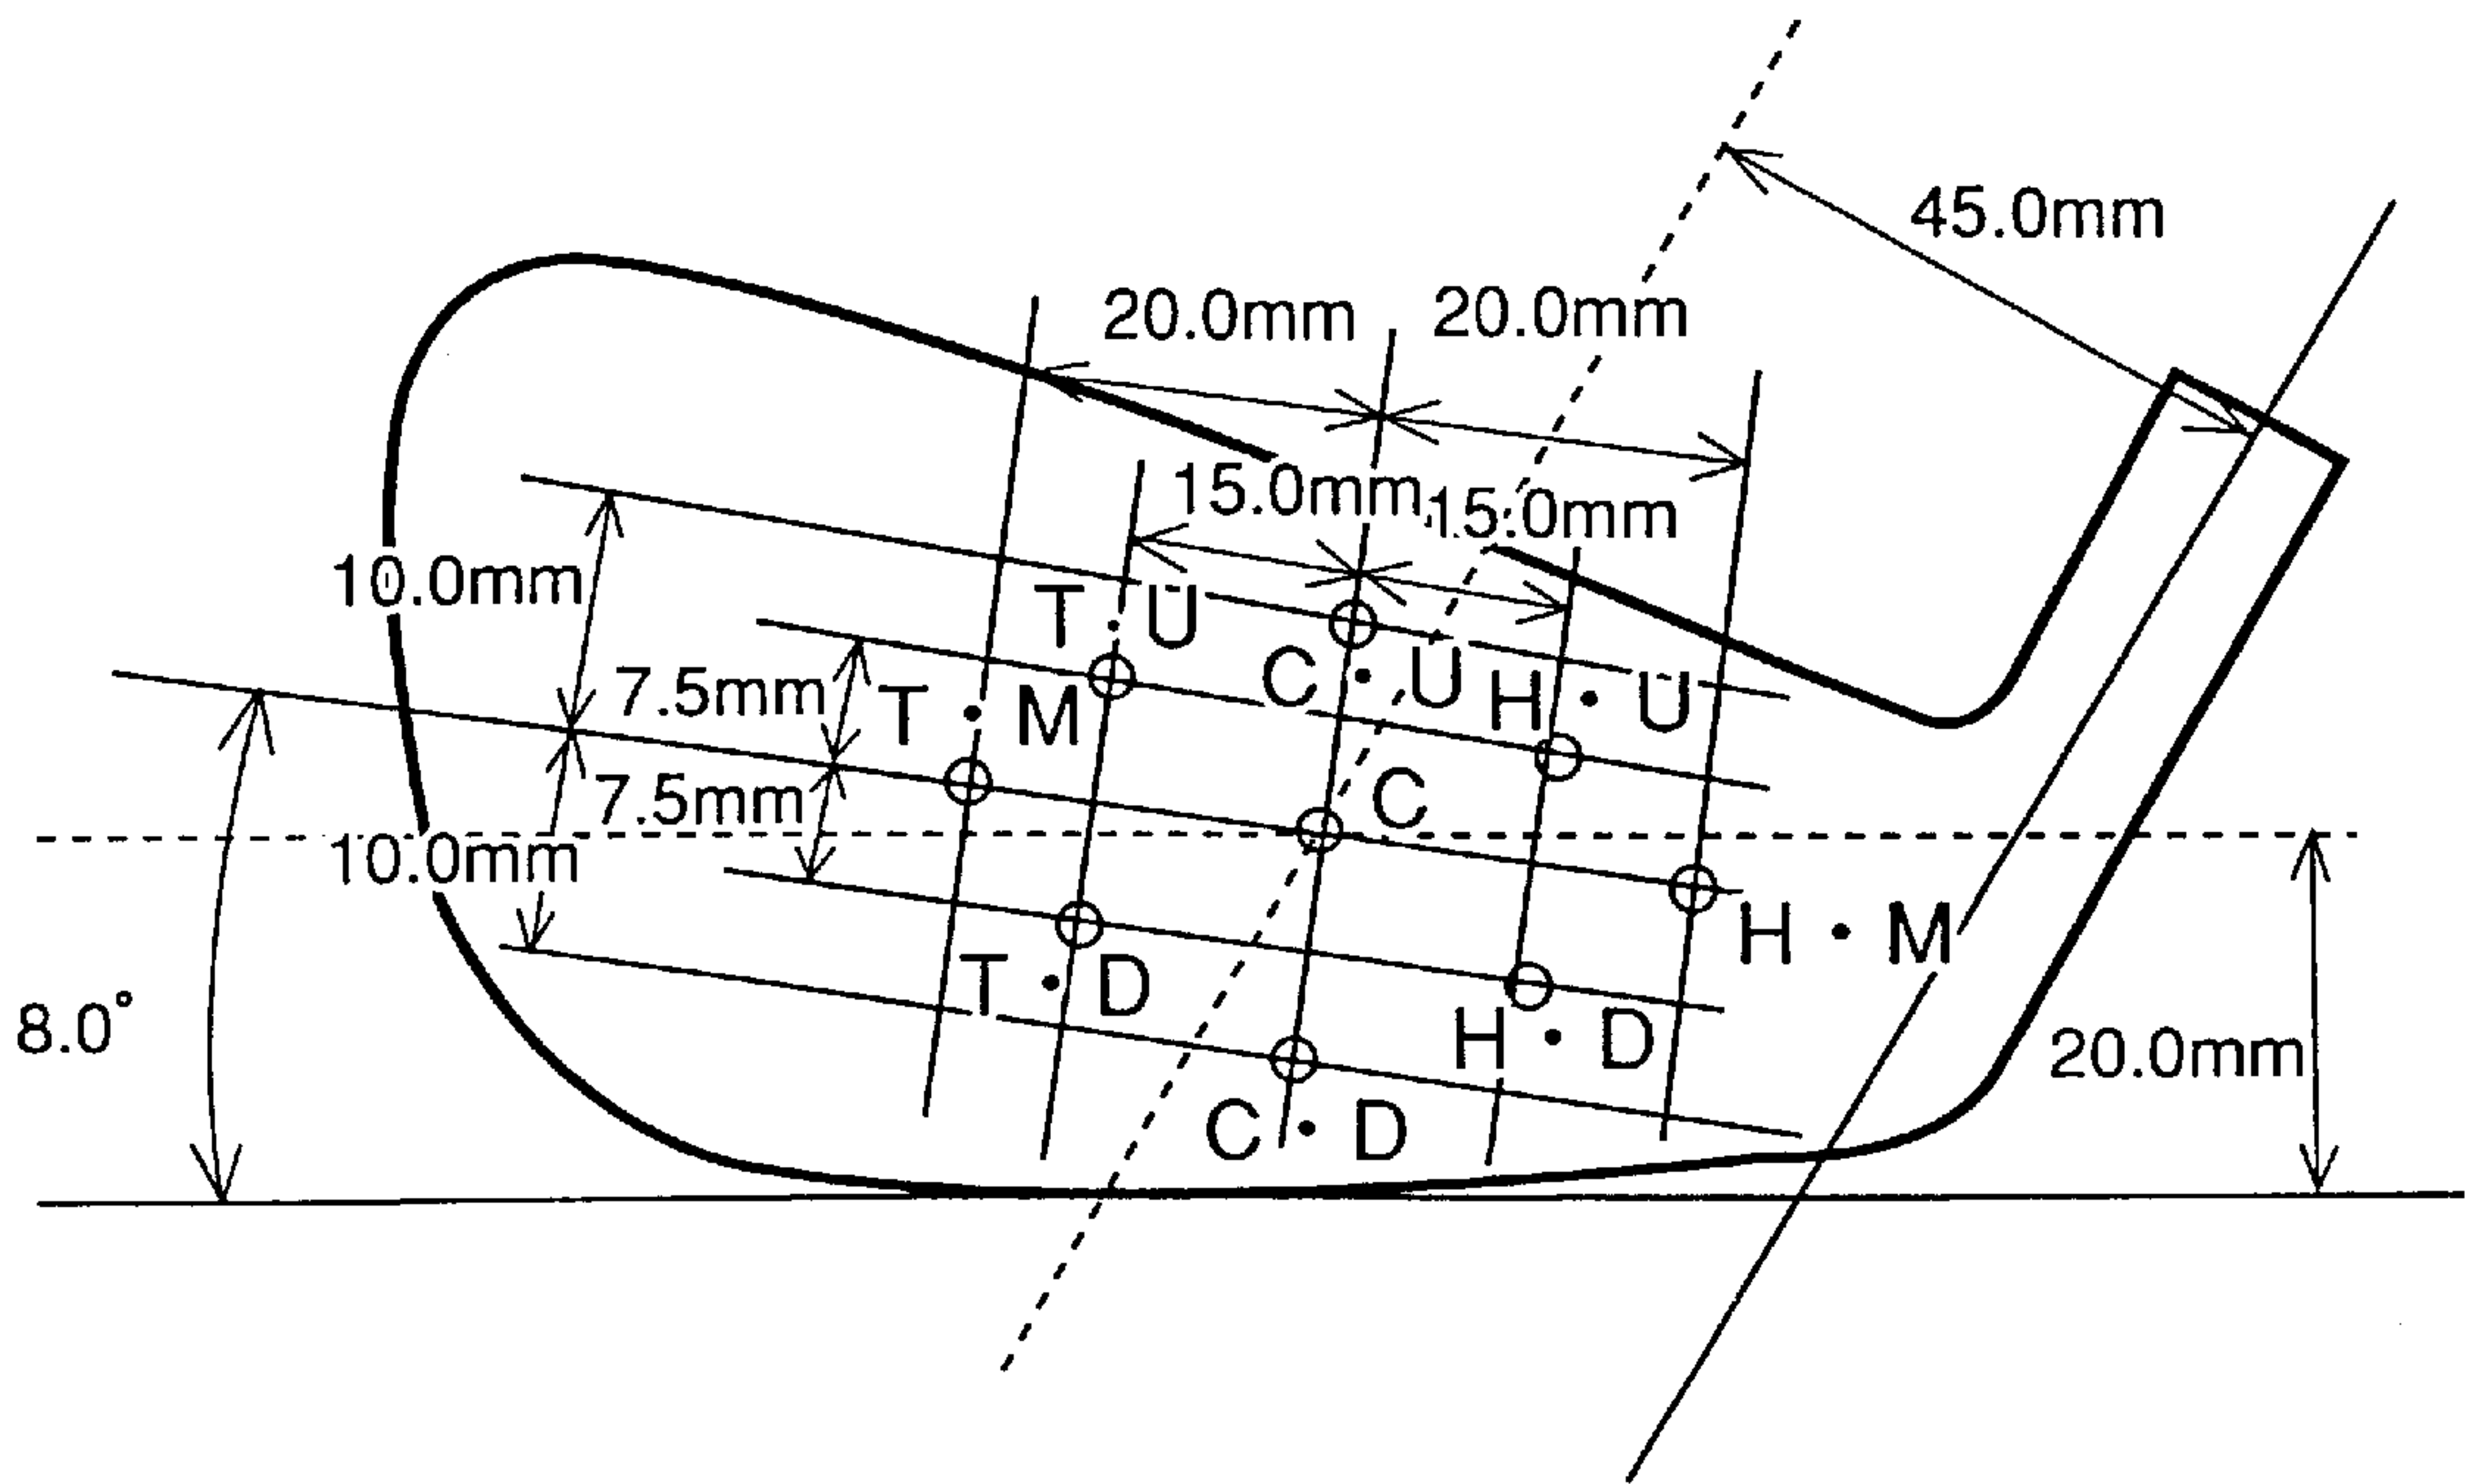 45.0mm
20.0mm 20.0mm
15.0mm 15.0mm
10.0mm
T・U
7.5mm
T・M
C・U
H・U
7.5mm
C
10.0mm
H・M
T・D
8.0°
H・D
20.0mm
C・D